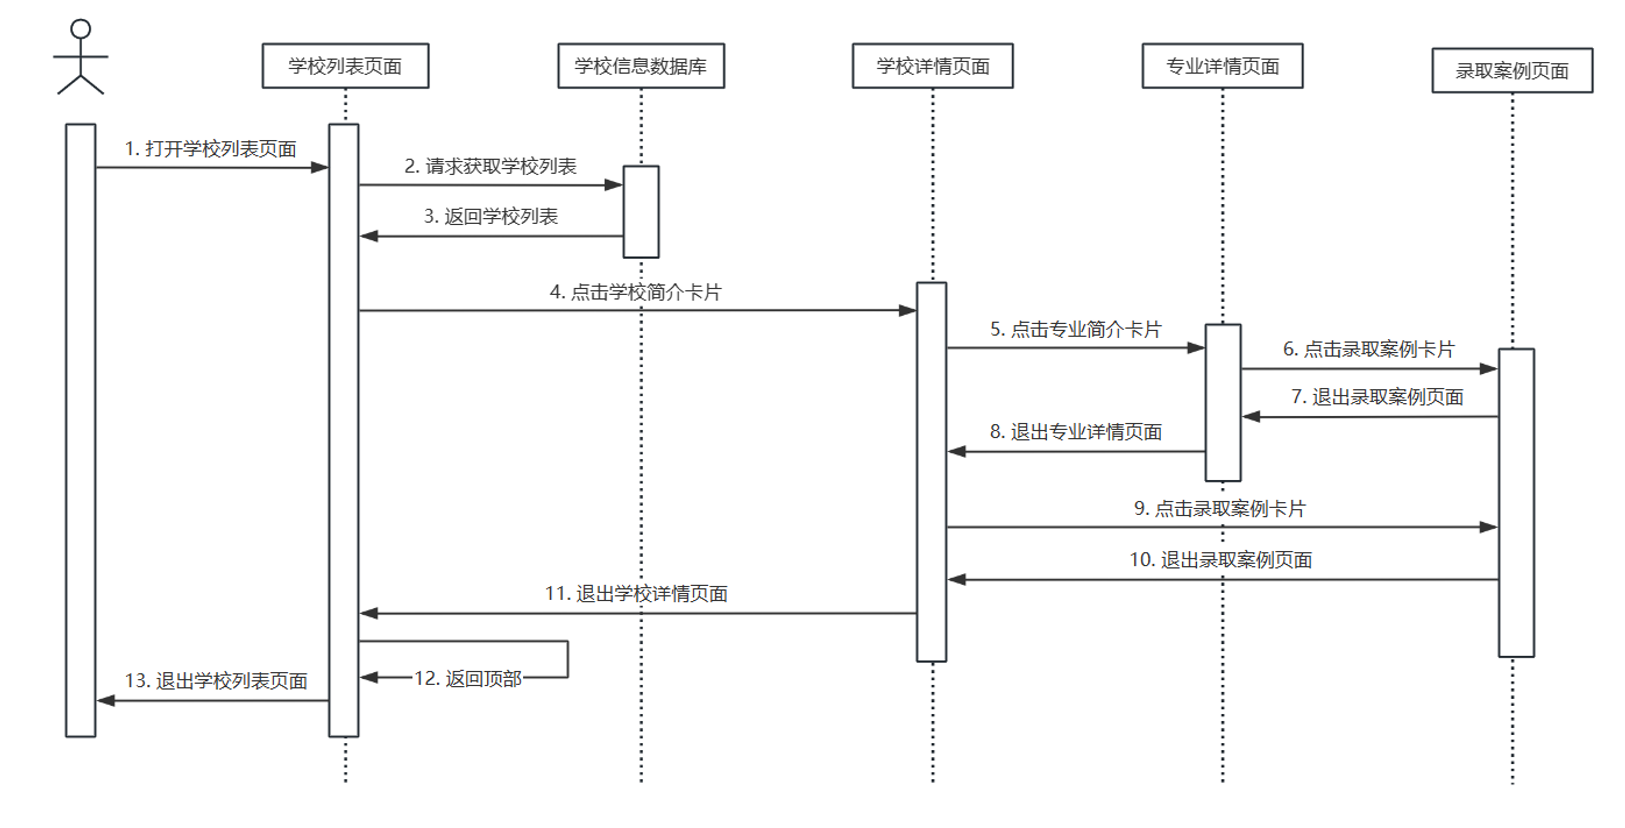 学校列表页面
学校信息数据库
学校详情页面
专业详情页面
录取案例页面
1. 打开学校列表页面
2. 请求获取学校列表
3. 返回学校列表
4. 点击学校简介卡片
5. 点击专业简介卡片
6. 点击录取案例卡片
7. 退出录取案例页面
8. 退出专业详情页面
9. 点击录取案例卡片
10. 退出录取案例页面
11. 退出学校详情页面
12. 返回顶部
13. 退出学校列表页面